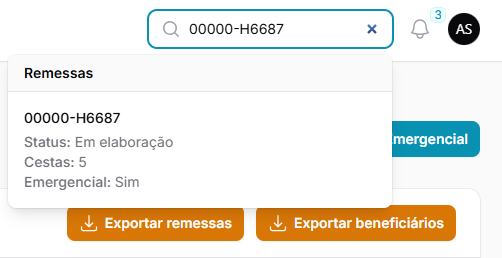 00000-H6687
3
AS
Remessas
00000-H6687
Status: Em elaboração
Cestas: 5
Emergencial: Sim
mergencial
Exportar remessas
Exportar beneficiários